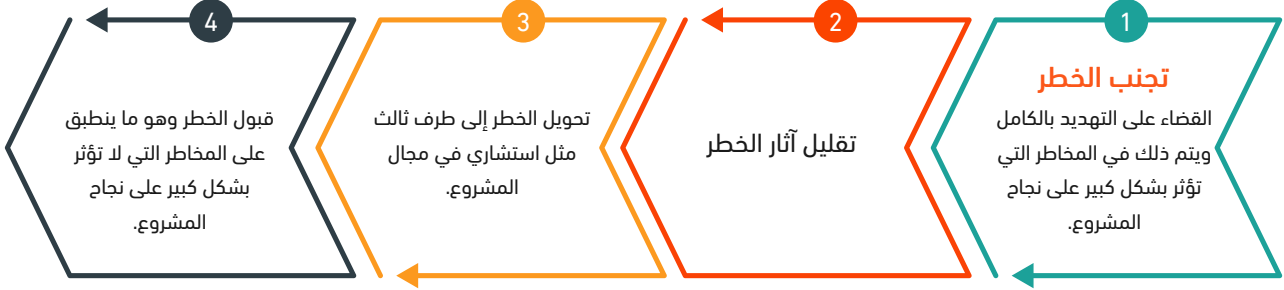 1
تجنب الخطر
القضاء على التهديد بالكامل
ويتم ذلك في المخاطر التي
تؤثر بشكل كبير على نجاح
المشروع.
2
تقليل آثار الخطر
3
تحويل الخطر إلى طرف ثالث
مثل استشاري في مجال
المشروع.
4
قبول الخطر وهو ما ينطبق
على المخاطر التي لا تؤثر
بشكل كبير على نجاح
المشروع.